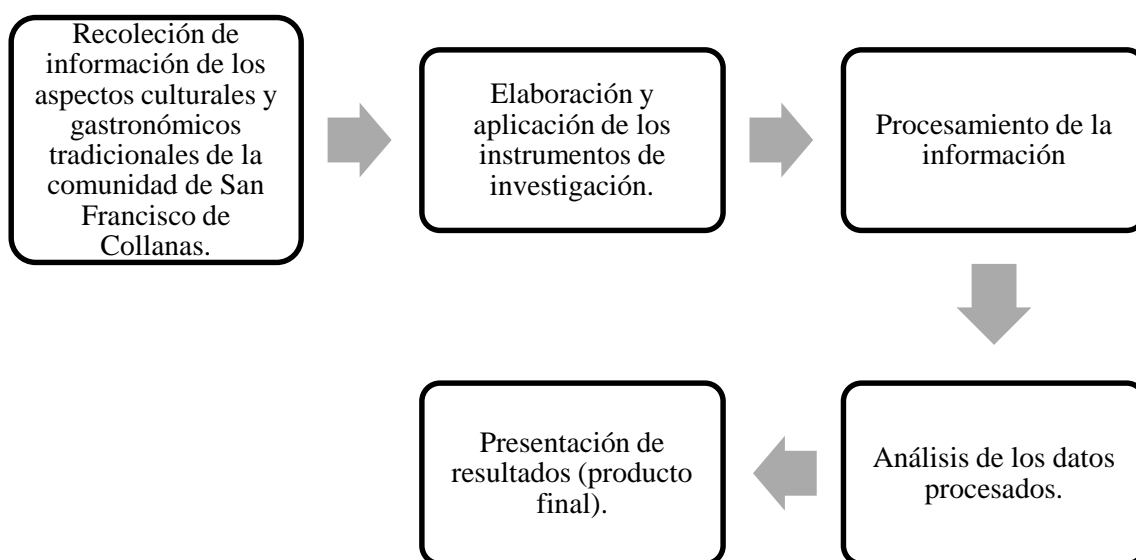 Recoleción de
información de los
aspectos culturales y
gastronómicos
tradicionales de la
comunidad de San
Francisco de
Collanas.
Elaboración y
aplicación de los
instrumentos de
investigación.
Procesamiento de la
información
Análisis de los datos
procesados.
Presentación de
resultados (producto
final).